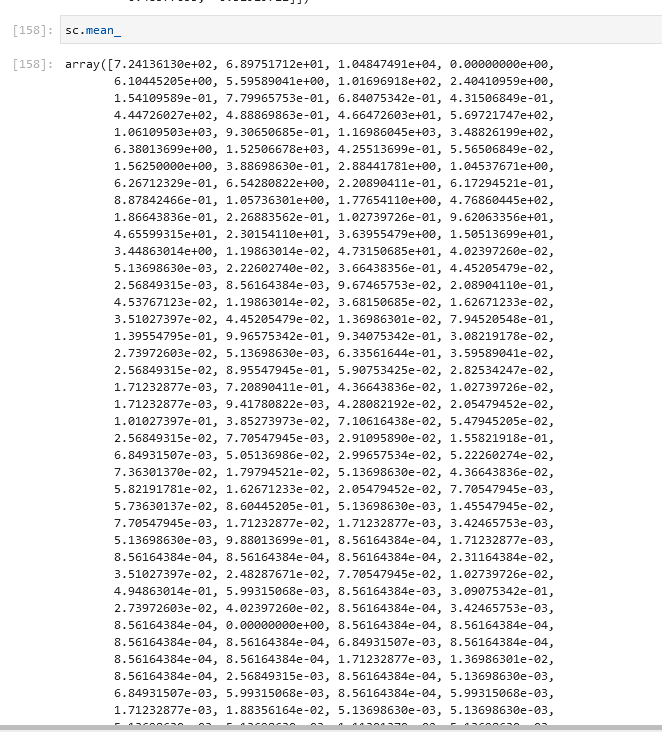 [158]: sc.mean_
[158]: array([7.24136130e+02, 6.89751712e+01, 1.04847491e+04, 0.00000000e+00,
6.10445205e+00, 5.59589041e+00, 1.01696918e+02, 2.40410959e+00,
1.54109589e-01, 7.79965753e-01, 6.84075342e-01, 4.31506849e-01,
4.44726027e+02, 4.88869863e-01, 4.66472603e+01, 5.69721747e+02,
1.06109503e+03, 9.30650685e-01, 1.16986045e+03, 3.48826199e+02,
6.38013699e+00, 1.52506678e+03, 4.25513699e-01, 5.56506849e-02,
1.56250000e+00, 3.88698630e-01, 2.88441781e+00, 1.04537671e+00,
6.26712329e-01, 6.54280822e+00, 2.20890411e-01, 6.17294521e-01,
8.87842466e-01, 1.05736301e+00, 1.77654110e+00, 4.76860445e+02,
1.86643836e-01, 2.26883562e-01, 1.02739726e-01, 9.62063356e+01,
4.65599315e+01, 2.30154110e+01, 3.63955479e+00, 1.50513699e+01,
3.44863014e+00, 1.19863014e-02, 4.73150685e+01, 4.02397260e-02,
5.13698630e-03, 2.22602740e-02, 3.66438356e-01, 4.45205479e-02,
2.56849315e-03, 8.56164384e-03, 9.67465753e-02, 2.08904110e-01,
4.53767123e-02, 1.19863014e-02, 3.68150685e-02, 1.62671233e-02,
3.51027397e-02, 4.45205479e-02, 1.36986301e-02, 7.94520548e-01,
1.39554795e-01, 9.96575342e-01, 9.34075342e-01, 3.08219178e-02,
2.73972603e-02, 5.13698630e-03, 6.33561644e-01, 3.59589041e-02,
2.56849315e-02, 8.95547945e-01, 5.90753425e-02, 2.82534247e-02,
1.71232877e-03, 7.20890411e-01, 4.36643836e-02, 1.02739726e-02,
1.71232877e-03, 9.41780822e-03, 4.28082192e-02, 2.05479452e-02,
1.01027397e-01, 3.85273973e-02, 7.10616438e-02, 5.47945205e-02,
2.56849315e-02, 7.70547945e-03, 2.91095890e-02, 1.55821918e-01,
6.84931507e-03, 5.05136986e-02, 2.99657534e-02, 5.22260274e-02,
7.36301370e-02, 1.79794521e-02, 5.13698630e-02, 4.36643836e-02,
5.82191781e-02, 1.62671233e-02, 2.05479452e-02, 7.70547945e-03,
5.73630137e-02, 8.60445205e-01, 5.13698630e-03, 1.45547945e-02,
7.70547945e-03, 1.71232877e-02, 1.71232877e-03, 3.42465753e-03,
5.13698630e-03, 9.88013699e-01, 8.56164384e-04, 1.71232877e-03,
8.56164384e-04, 8.56164384e-04, 8.56164384e-04, 2.31164384e-02,
3.51027397e-02, 2.48287671e-02, 7.70547945e-03, 1.02739726e-02,
4.94863014e-01, 5.99315068e-03, 8.56164384e-03, 3.09075342e-01,
2.73972603e-02, 4.02397260e-02, 8.56164384e-04, 3.42465753e-03,
8.56164384e-04, 0.00000000e+00, 8.56164384e-04, 8.56164384e-04,
8.56164384e-04, 8.56164384e-04, 6.84931507e-03, 8.56164384e-04,
8.56164384e-04, 8.56164384e-04, 1.71232877e-03, 1.36986301e-02,
8.56164384e-04, 2.56849315e-03, 8.56164384e-04, 5.13698630e-03,
6.84931507e-03, 5.99315068e-03, 8.56164384e-04, 5.99315068e-03,
1.71232877e-03, 1.88356164e-02, 5.13698630e-03, 5.13698630e-03,